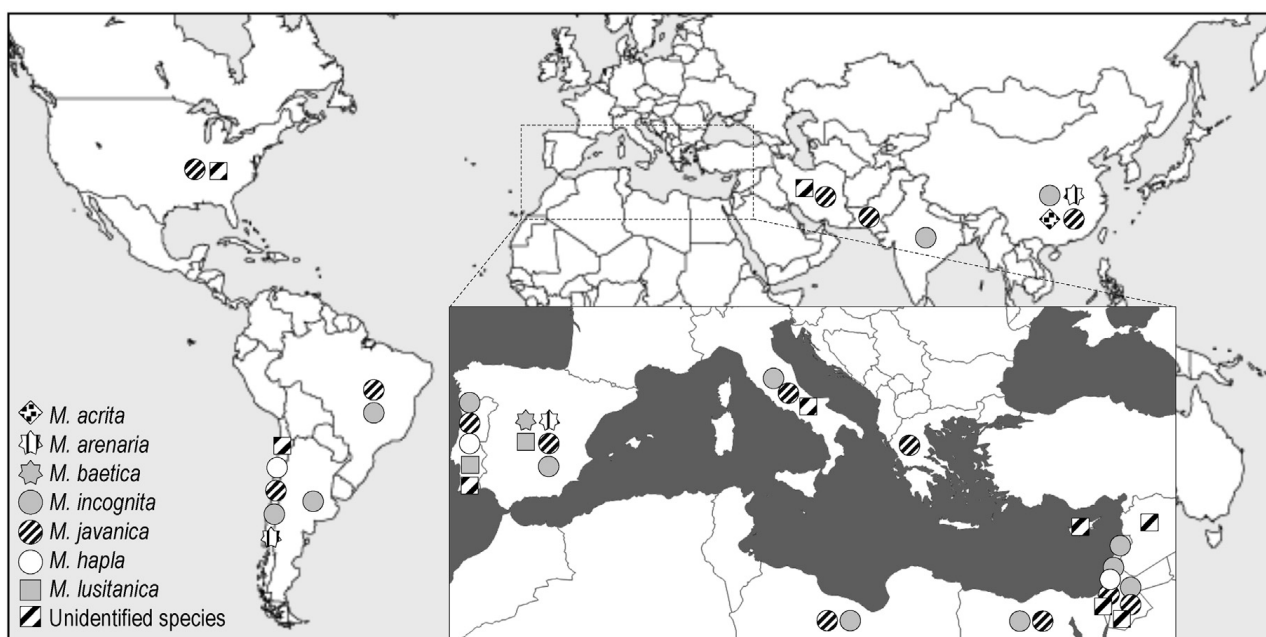 M. acrita
M. arenaria
M. baetica
M. incognita
M. javanica
M. hapla
M. lusitanica
Unidentified species